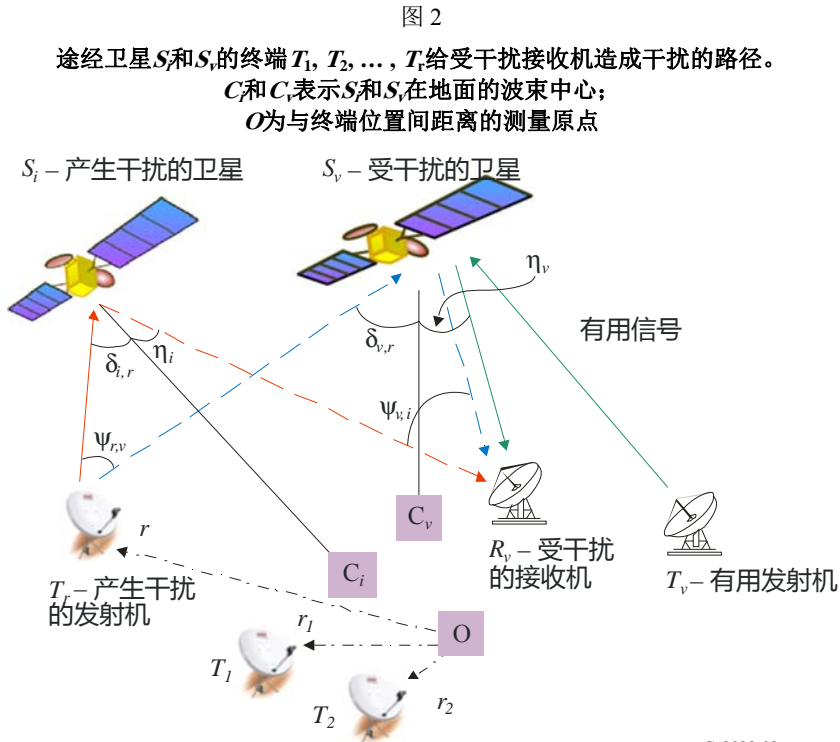 图 2
途经卫星Si和Sv的终端T1, T2, … , Tr给受干扰接收机造成干扰的路径。
Ci和Cv表示Si和Sv在地面的波束中心；
O为与终端位置间距离的测量原点
Si – 产生干扰的卫星
Sv – 受干扰的卫星
ηv
有用信号
δi,r
ηi
δv,r
ψv,i
ψr,v
r
Cv
Ci
Rv – 受干扰
的接收机
Tv – 有用发射机
Tr – 产生干扰
的发射机
O
r1
T1
T2
r2